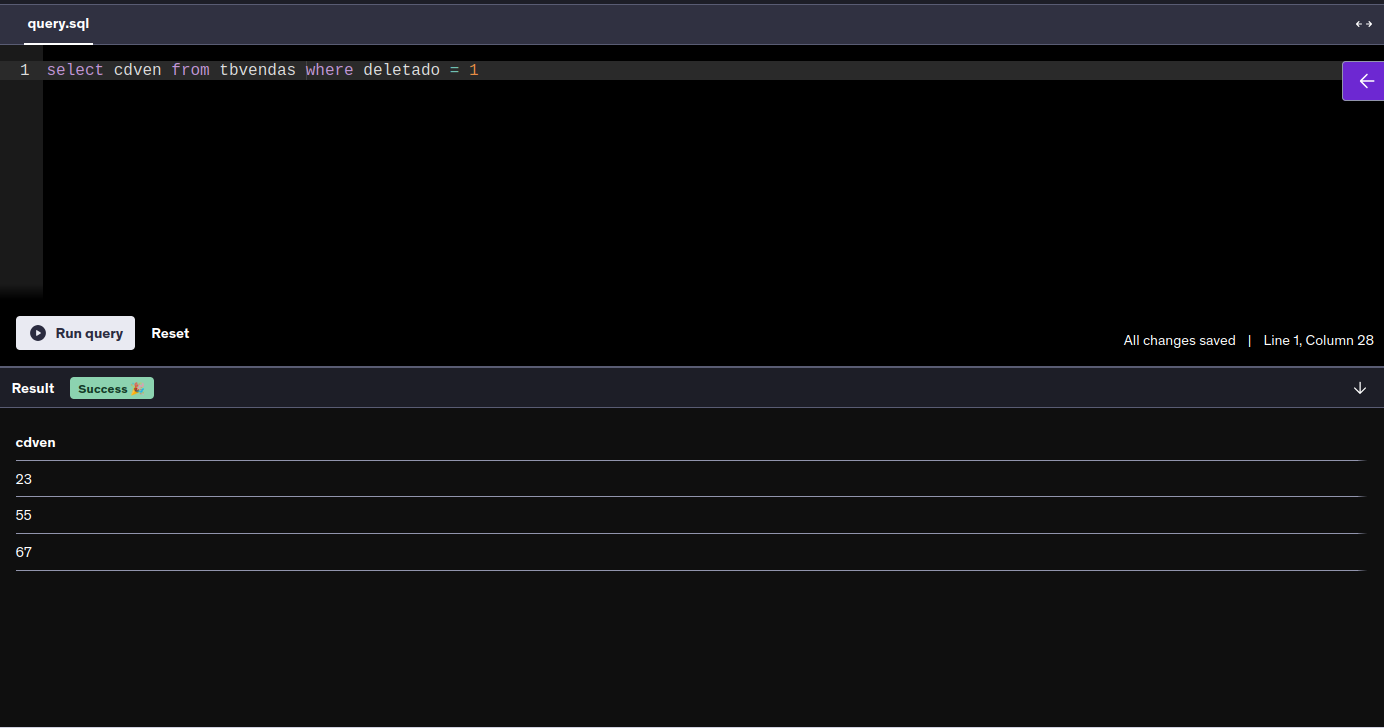 query.sql
1 select cdven from tbvendas where deletado = 1
Run query Reset
All changes saved | Line 1, Column 28
Result Success 🎉
cdven
23
55
67